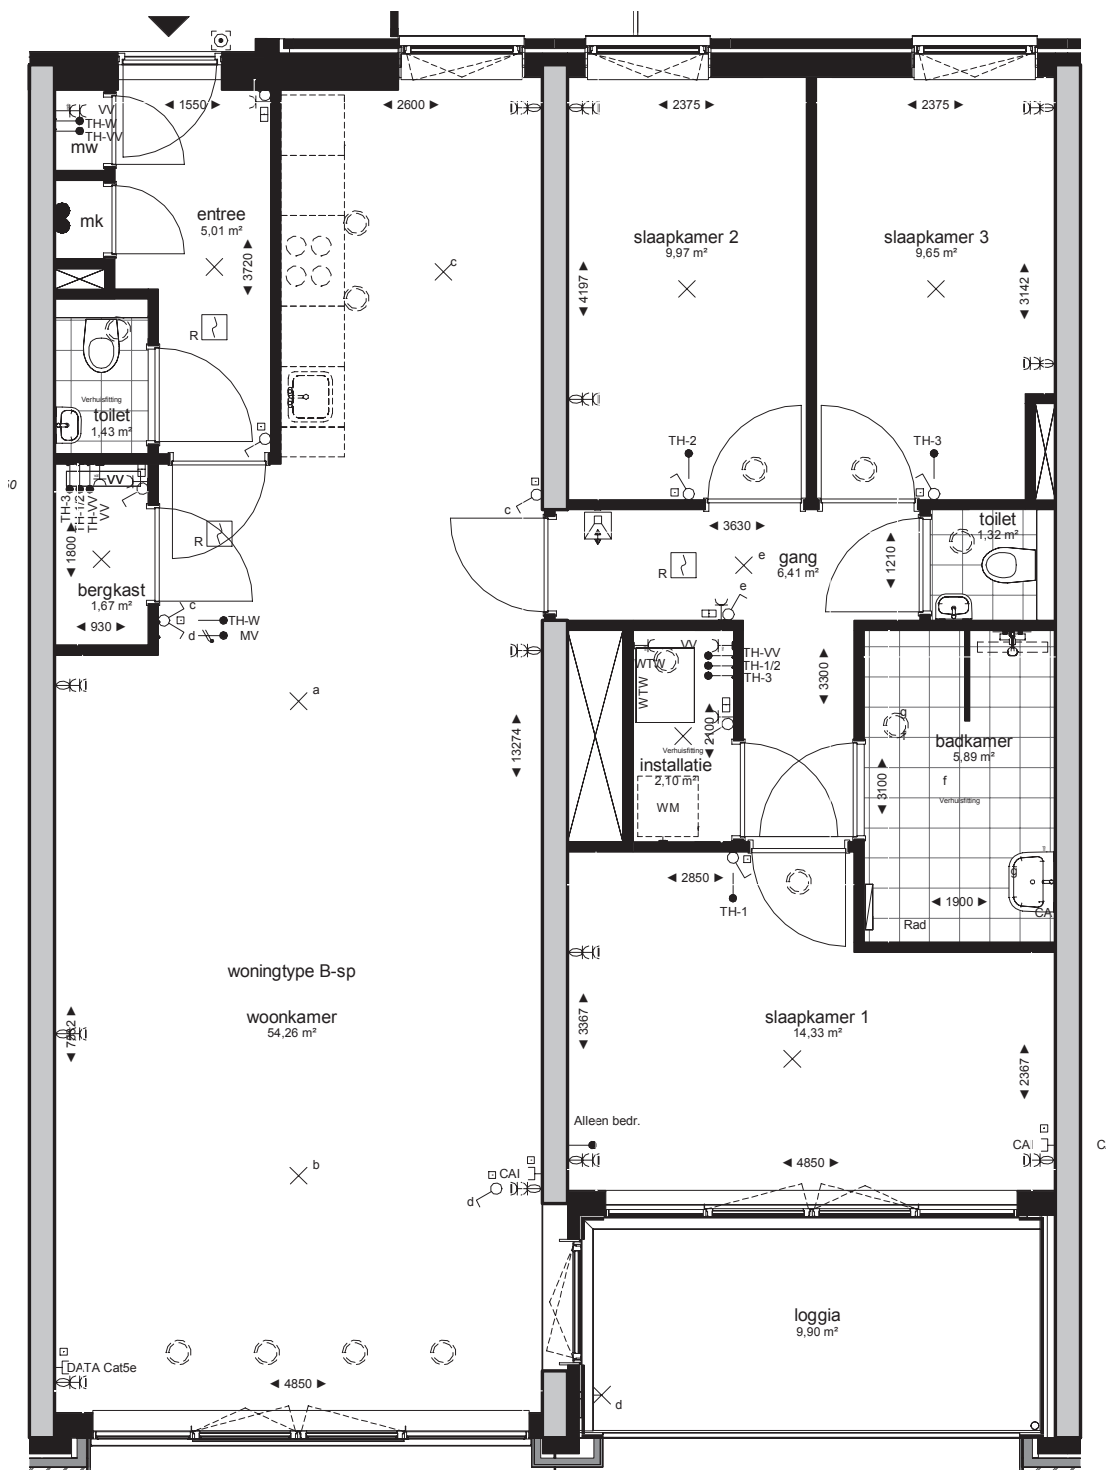 1550
2600
2375
2375
VV
TH-W
TH-VV
mw
mk
entree
5,01 m²
3720
c
slaapkamer 2
9,97 m²
4197
slaapkamer 3
9,65 m²
3142
R
Verhuisfitting
toilet
1,43 m²
TH-2
TH-3
VV
TH-3
TH-1/2
TH-VV
VV
1800
R
c
3630
toilet
1,32 m²
R
e
gang
6,41 m²
1210
e
bergkast
1,67 m²
930
c
d
TH-W
MV
VV
WTW
WTW
TH-VV
TH-1/2
TH-3
3300
a
13274
2100
Verhuisfitting
installatie
2,10 m²
WM
g
badkamer
5,89 m²
f
Verhuisfitting
3100
g
1900
Rad
CA
2850
TH-1
woningtype B-sp
woonkamer
54,26 m²
slaapkamer 1
14,33 m²
3367
2367
Alleen bedr.
CAI
4850
b
CAI
d
loggia
9,90 m²
DATA Cat5e
4850
d